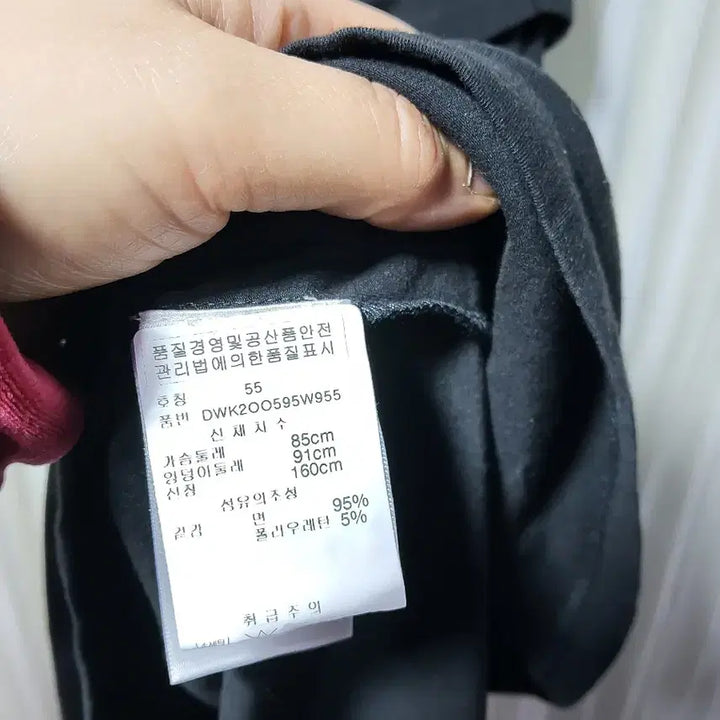 품질경영및공산품안전
관리법에의한품질표시
호칭 55
품번 DWK2OO595W955
신체치수
가슴둘레 85cm
엉덩이둘레 91cm
신장 160cm
섬유의조성
겉감 면 95%
폴리우레탄 5%
취급주의